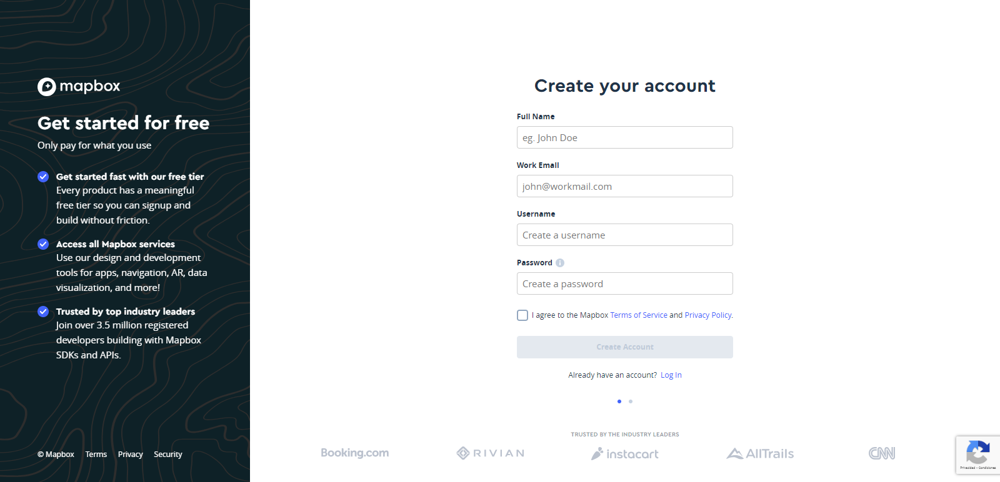 mapbox
Get started for free
Only pay for what you use
Get started fast with our free tier
Every product has a meaningful
free tier so you can signup and
build without friction.
Access all Mapbox services
Use our design and development
tools for apps, navigation, AR, data
visualization, and more!
Trusted by top industry leaders
Join over 3.5 million registered
developers building with Mapbox
SDKs and APIs.
© Mapbox Terms Privacy Security
Create your account
Full Name
eg. John Doe
Work Email
john@workmail.com
Username
Create a username
Password
Create a password
I agree to the Mapbox Terms of Service and Privacy Policy.
Create Account
Already have an account? Log In
TRUSTED BY THE INDUSTRY LEADERS
Booking.com RIVIAN instacart AllTrails CNN
Privacidad - Condiciones